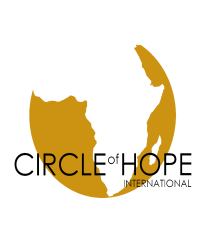 CIRCLE of HOPE
INTERNATIONAL